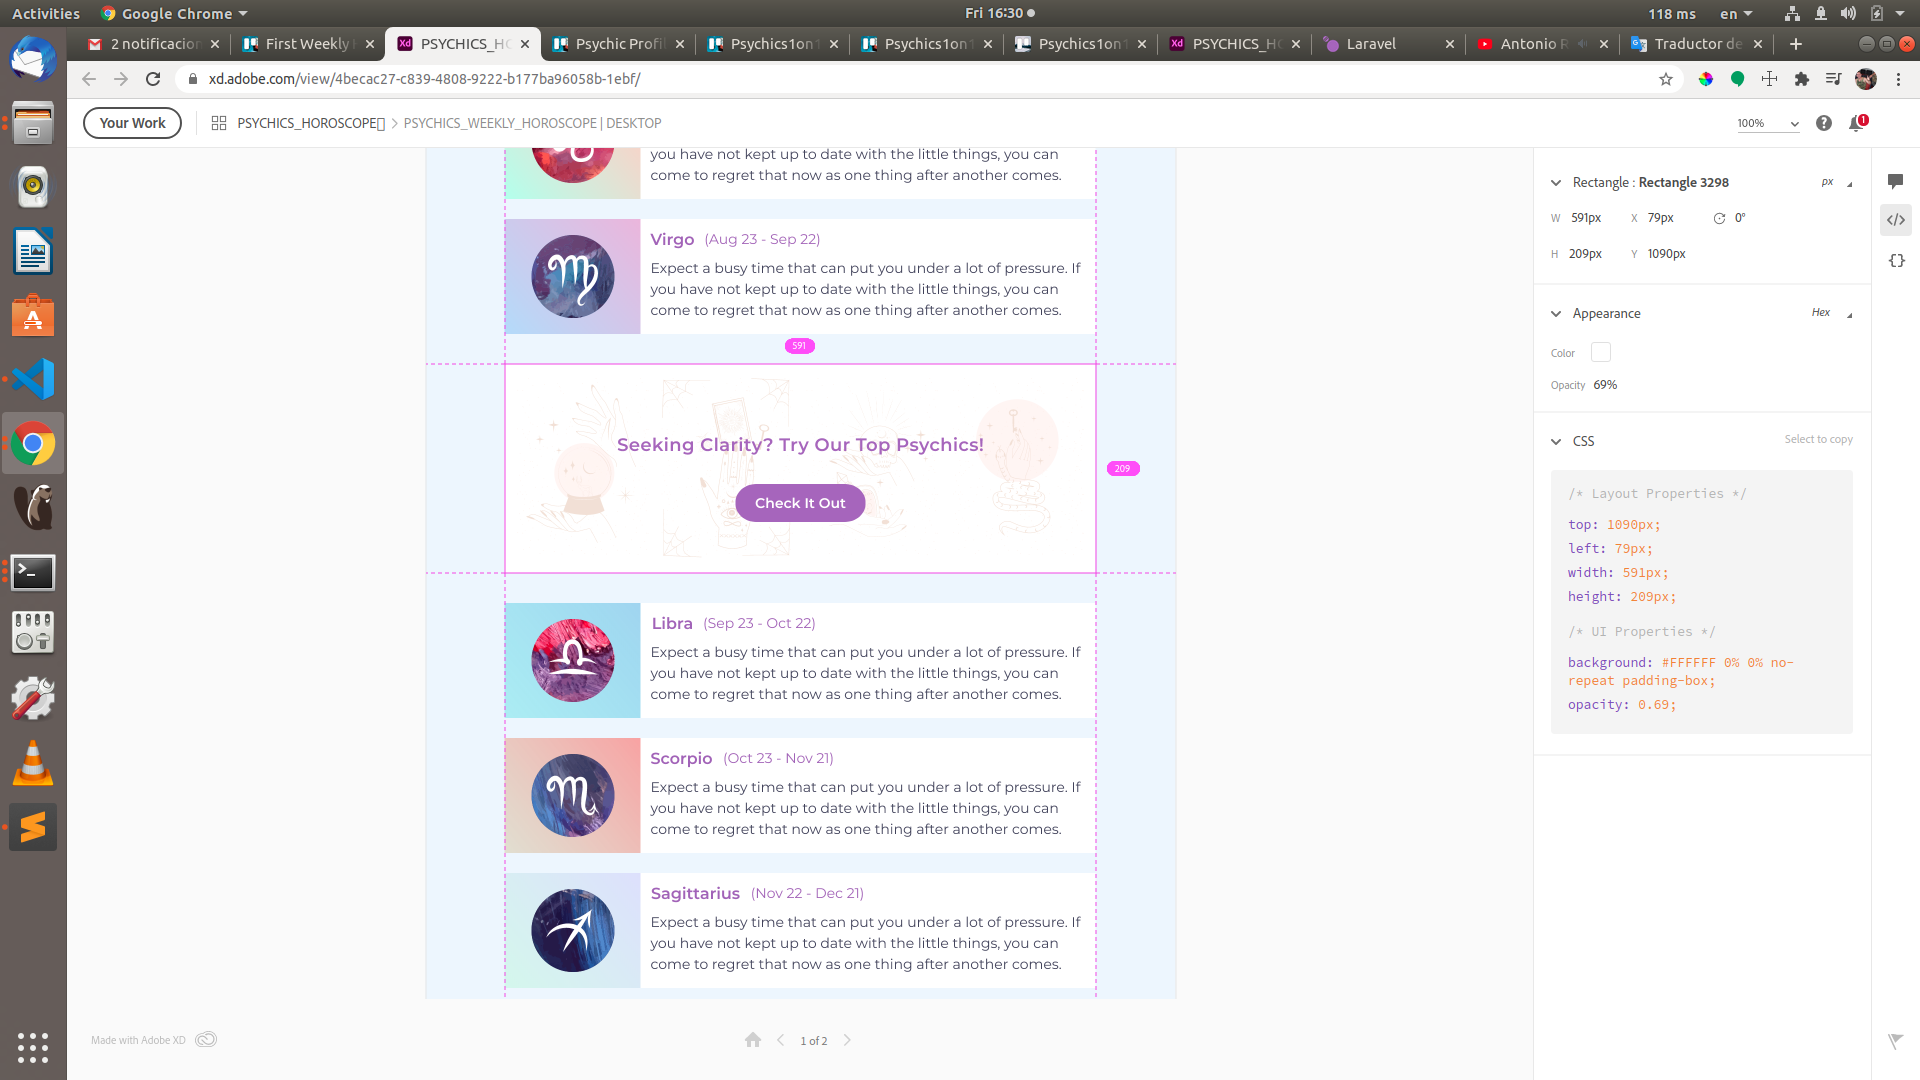 Activities
Google Chrome
Fri 16:30
118 ms
en
2 notificacion
First Weekly
PSYCHICS_HO
Psychic Profil
Psychics1on1
Psychics1on1
Psychics1on1
PSYCHICS_HO
Laravel
Antonio R
Traductor de
xd.adobe.com/view/4becac27-c839-4808-9222-b177ba96058b-1ebf/
Your Work
PSYCHICS_HOROSCOPE
PSYCHICS_WEEKLY_HOROSCOPE | DESKTOP
100%
1
you have not kept up to date with the little things, you can
come to regret that now as one thing after another comes.
Virgo (Aug 23 - Sep 22)
Expect a busy time that can put you under a lot of pressure. If
you have not kept up to date with the little things, you can
come to regret that now as one thing after another comes.
591
Seeking Clarity? Try Our Top Psychics!
209
Check It Out
Libra (Sep 23 - Oct 22)
Expect a busy time that can put you under a lot of pressure. If
you have not kept up to date with the little things, you can
come to regret that now as one thing after another comes.
Scorpio (Oct 23 - Nov 21)
Expect a busy time that can put you under a lot of pressure. If
you have not kept up to date with the little things, you can
come to regret that now as one thing after another comes.
Sagittarius (Nov 22 - Dec 21)
Expect a busy time that can put you under a lot of pressure. If
you have not kept up to date with the little things, you can
come to regret that now as one thing after another comes.
Made with Adobe XD
1 of 2
Rectangle : Rectangle 3298
px
W 591px X 79px 0°
H 209px Y 1090px
Appearance
Hex
Color
Opacity 69%
CSS
Select to copy
/* Layout Properties */
top: 1090px;
left: 79px;
width: 591px;
height: 209px;
/* UI Properties */
background: #FFFFFF 0% 0% no-
repeat padding-box;
opacity: 0.69;